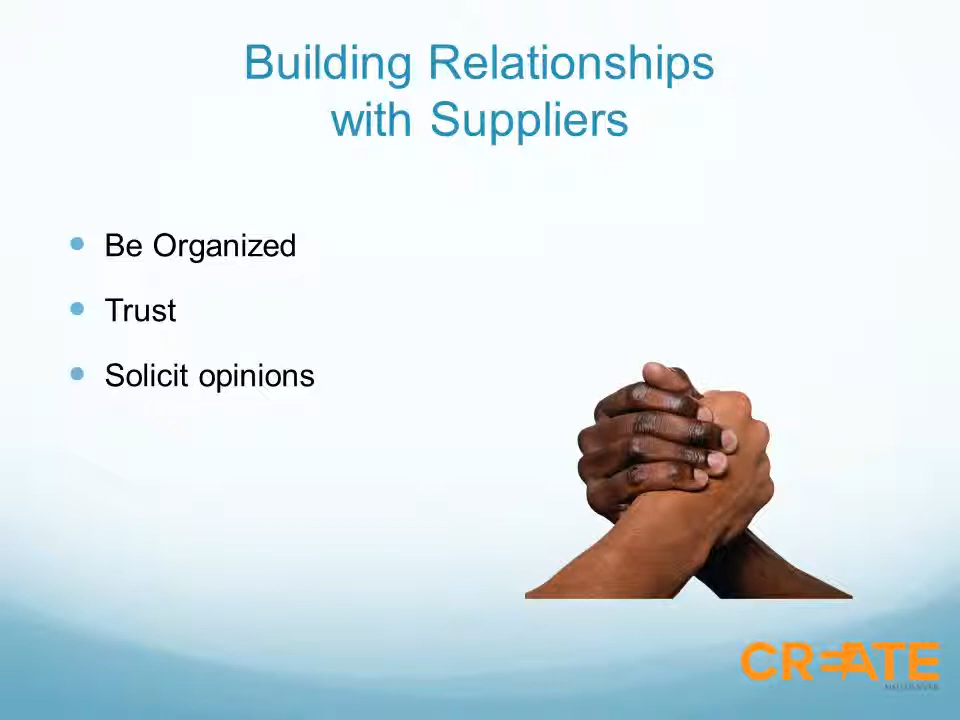 Building Relationships
with Suppliers
Be Organized
Trust
Solicit opinions
CREATE